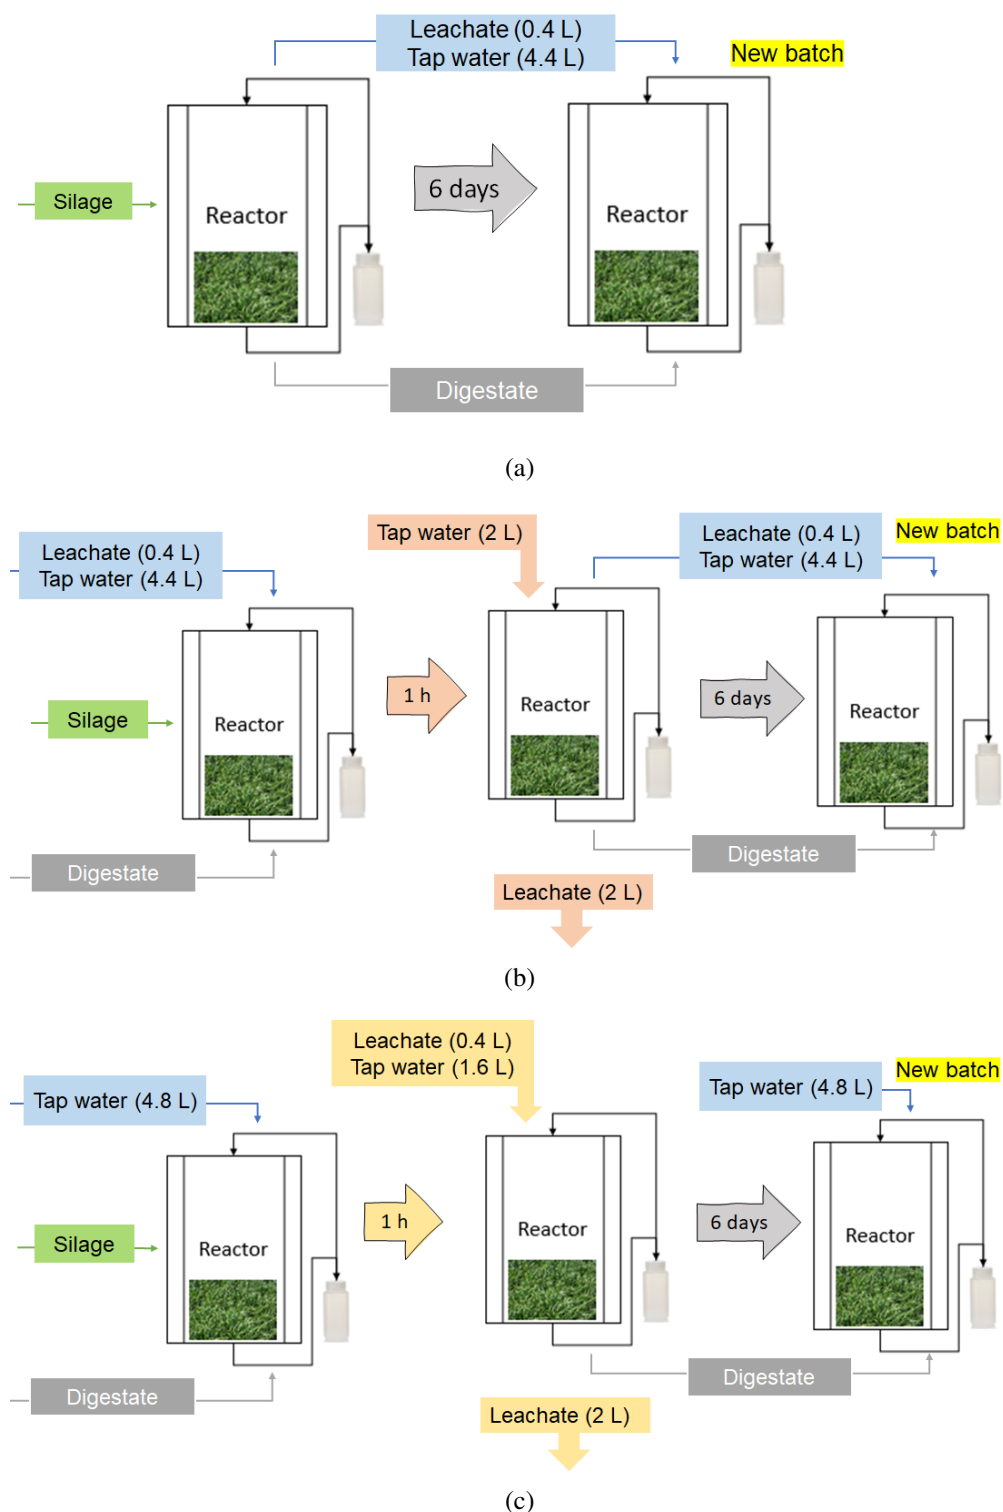 Leachate (0.4 L)
Tap water (4.4 L)
New batch
Silage
Reactor
6 days
Reactor
Digestate
(a)
Leachate (0.4 L)
Tap water (4.4 L)
Tap water (2 L)
Leachate (0.4 L)
Tap water (4.4 L)
New batch
Silage
Reactor
1 h
Reactor
6 days
Reactor
Digestate
Digestate
Leachate (2 L)
(b)
Tap water (4.8 L)
Leachate (0.4 L)
Tap water (1.6 L)
Tap water (4.8 L)
New batch
Silage
Reactor
1 h
Reactor
6 days
Reactor
Digestate
Digestate
Leachate (2 L)
(c)